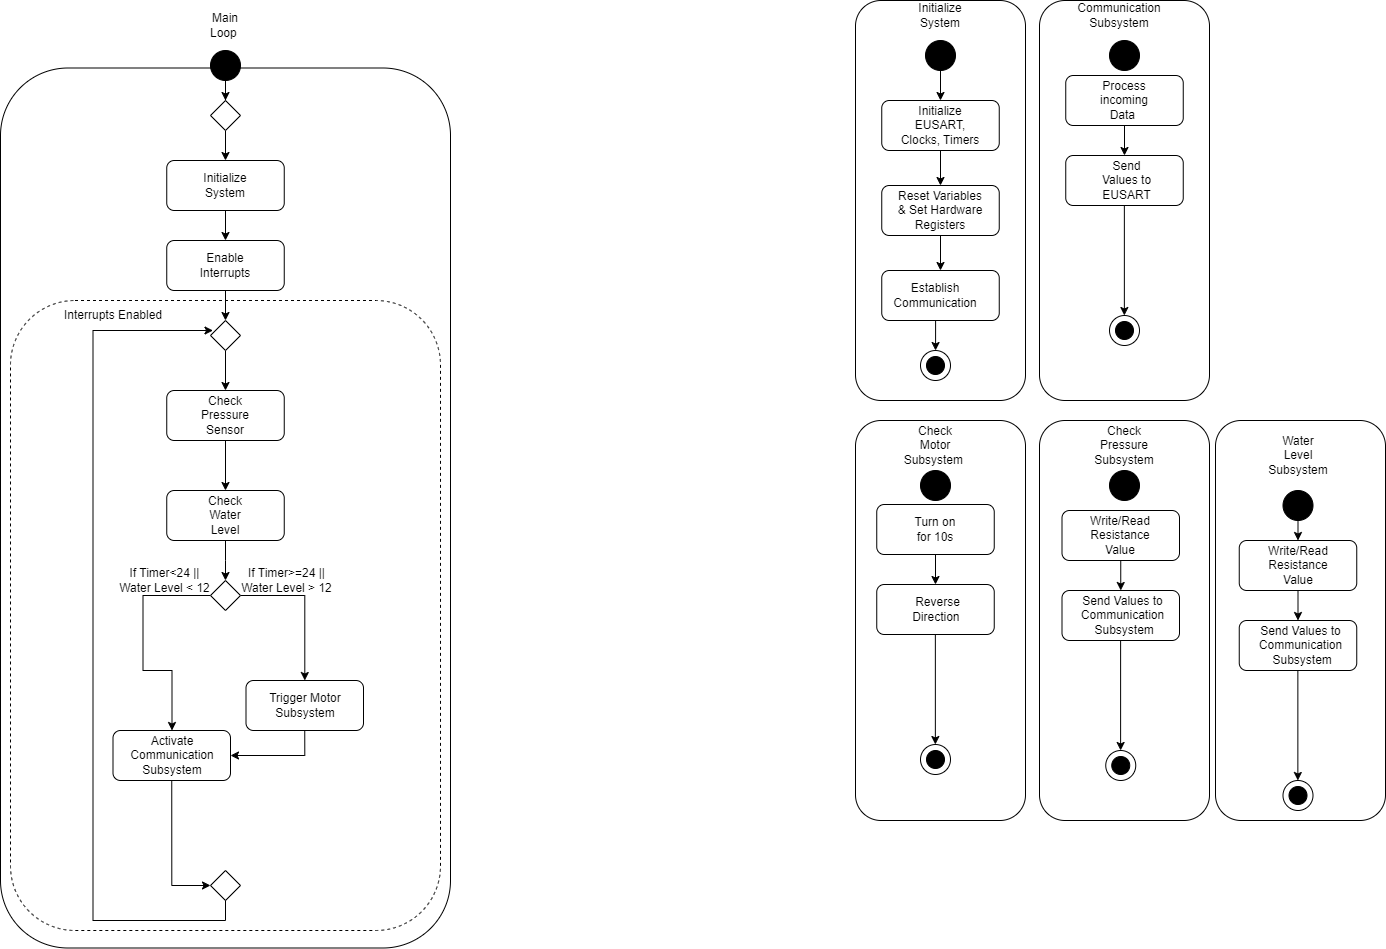 Main
Loop
Initialize
System
Enable
Interrupts
Interrupts Enabled
Check
Pressure
Sensor
Check
Water
Level
If Timer<24 ||
Water Level < 12
If Timer>=24 ||
Water Level > 12
Trigger Motor
Subsystem
Activate
Communication
Subsystem
Initialize
System
Initialize
EUSART,
Clocks, Timers
Reset Variables
& Set Hardware
Registers
Establish
Communication
Communication
Subsystem
Process
incoming
Data
Send
Values to
EUSART
Check
Motor
Subsystem
Turn on
for 10s
Reverse
Direction
Check
Pressure
Subsystem
Write/Read
Resistance
Value
Send Values to
Communication
Subsystem
Water
Level
Subsystem
Write/Read
Resistance
Value
Send Values to
Communication
Subsystem